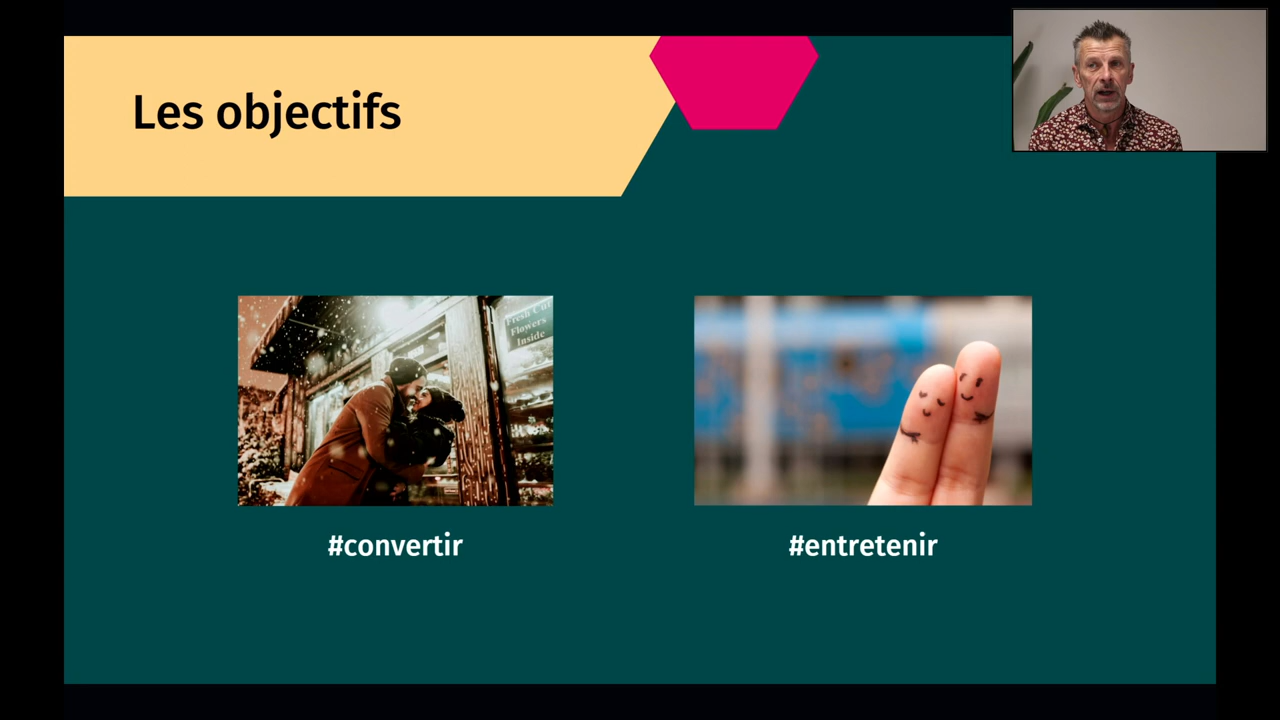 Les objectifs
Fresh Cut
Flowers
Inside
#convertir
#entretenir